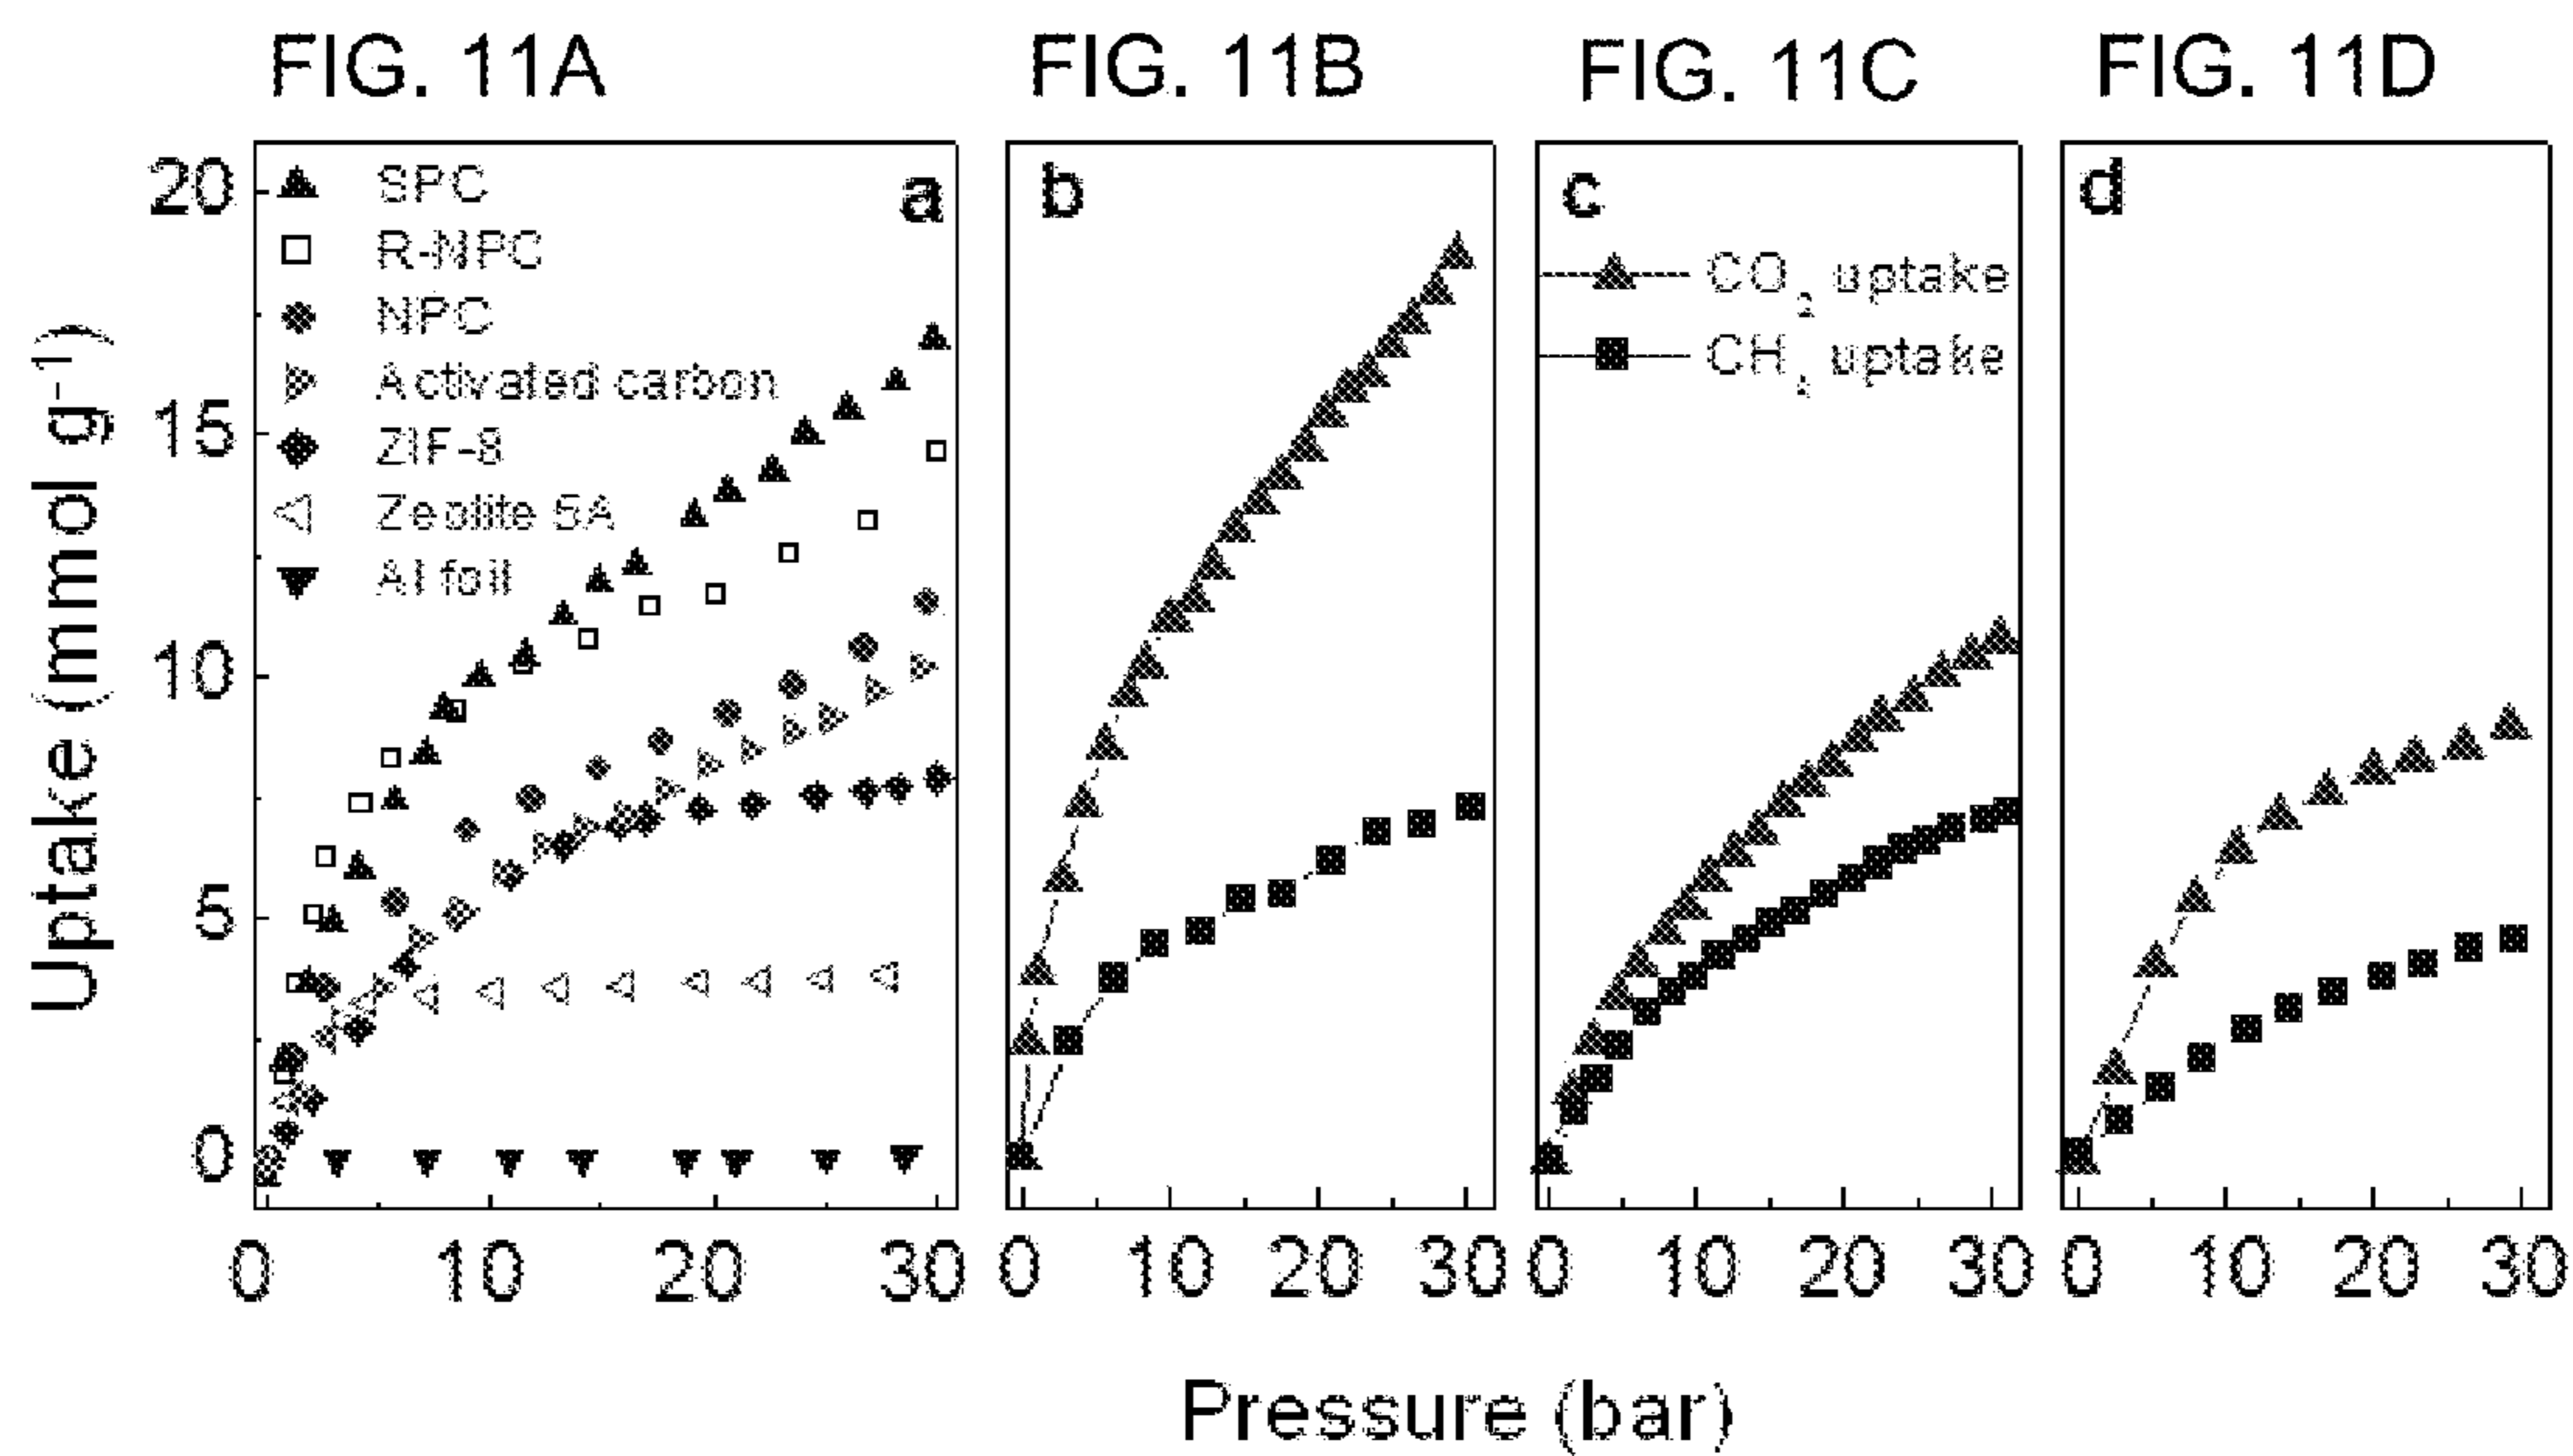 FIG. 11A FIG. 11B FIG. 11C FIG. 11D
a
b
c
d
SPC
R-NPC
NPC
Activated carbon
ZIF-8
Zeolite 5A
Al foil
CO2 uptake
CH4 uptake
Uptake (mmol g-1)
20
15
10
5
0
0 10 20 30 0 10 20 30 0 10 20 30 0 10 20 30
Pressure (bar)